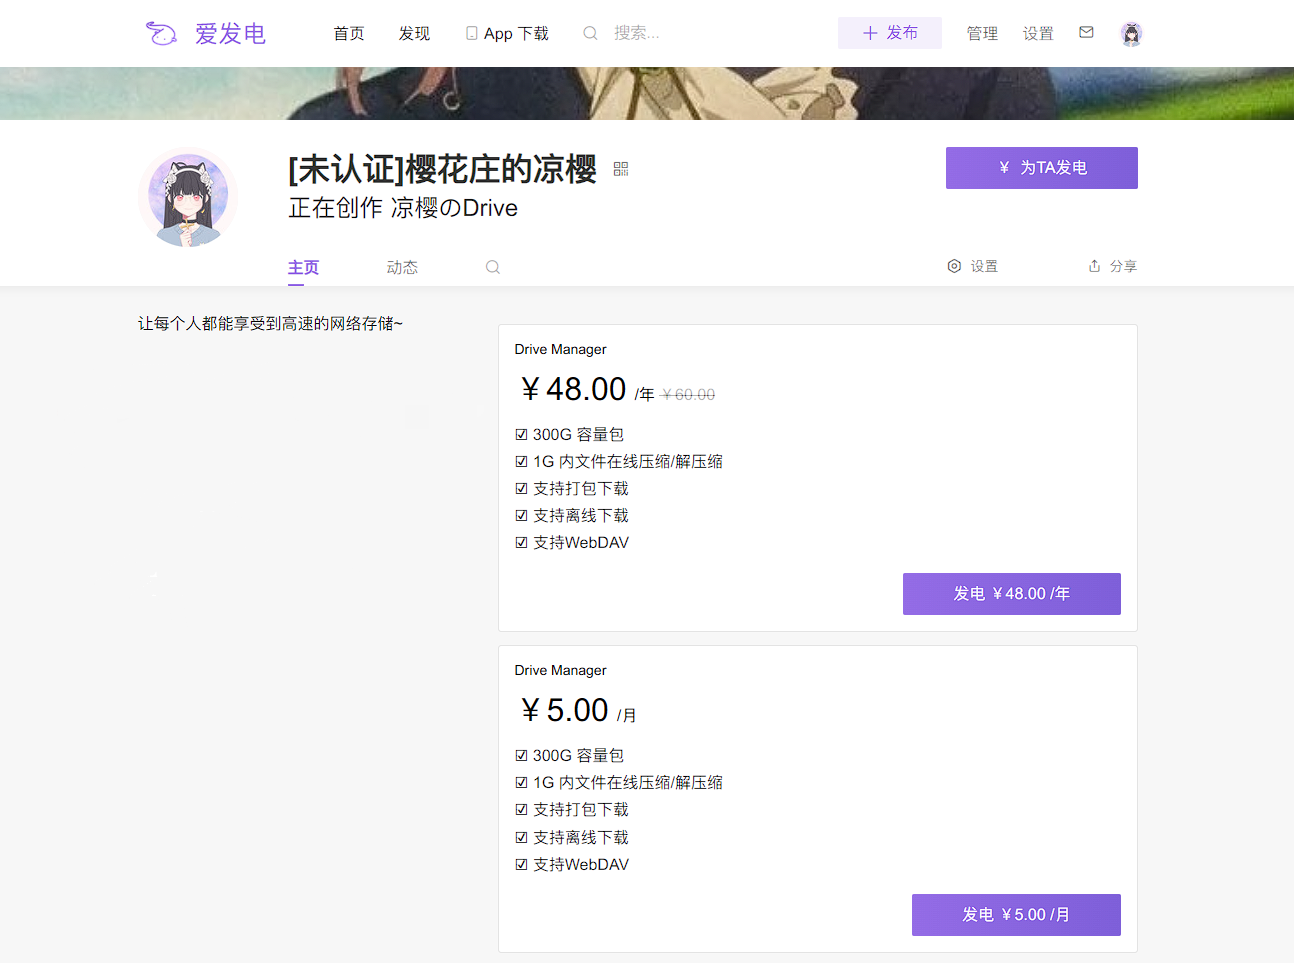 爱发电
首页 发现 App 下载 搜索... 发布 管理 设置
[未认证]樱花庄的凉樱
¥ 为TA发电
正在创作 凉樱のDrive
主页 动态 设置 分享
让每个人都能享受到高速的网络存储~
Drive Manager
¥48.00 /年 ¥60.00
☑ 300G 容量包
☑ 1G 内文件在线压缩/解压缩
☑ 支持打包下载
☑ 支持离线下载
☑ 支持WebDAV
发电 ¥48.00 /年
Drive Manager
¥5.00 /月
☑ 300G 容量包
☑ 1G 内文件在线压缩/解压缩
☑ 支持打包下载
☑ 支持离线下载
☑ 支持WebDAV
发电 ¥5.00 /月